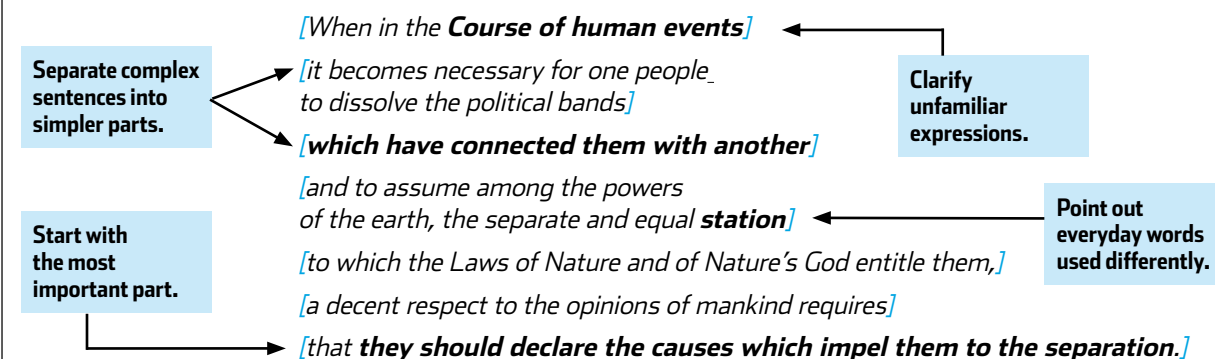 [When in the Course of human events]
Separate complex
sentences into
simpler parts.
[it becomes necessary for one people
to dissolve the political bands]
Clarify
unfamiliar
expressions.
[which have connected them with another]
[and to assume among the powers
of the earth, the separate and equal station]
Point out
everyday words
used differently.
Start with
the most
important part.
[to which the Laws of Nature and of Nature's God entitle them,]
[a decent respect to the opinions of mankind requires]
[that they should declare the causes which impel them to the separation.]